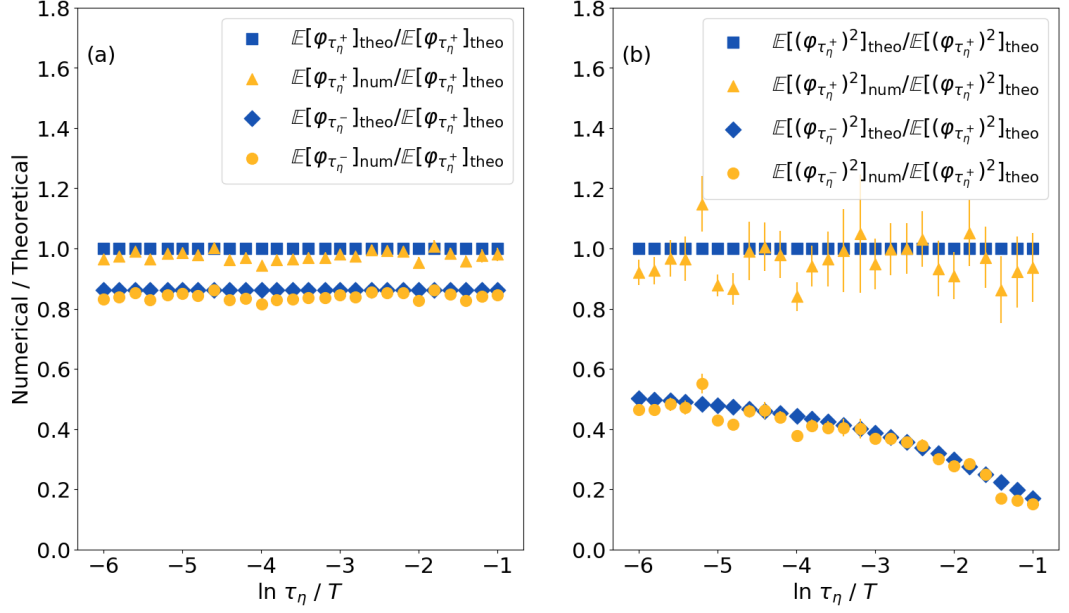 Numerical / Theoretical
1.8
1.6
1.4
1.2
1.0
0.8
0.6
0.4
0.2
0.0
(a)
𝔼[φ_{τ_η^+}]_theo/𝔼[φ_{τ_η^+}]_theo
𝔼[φ_{τ_η^+}]_num/𝔼[φ_{τ_η^+}]_theo
𝔼[φ_{τ_η^-}]_theo/𝔼[φ_{τ_η^+}]_theo
𝔼[φ_{τ_η^-}]_num/𝔼[φ_{τ_η^+}]_theo
−6 −5 −4 −3 −2 −1
ln τ_η / T
1.8
1.6
1.4
1.2
1.0
0.8
0.6
0.4
0.2
0.0
(b)
𝔼[(φ_{τ_η^+})^2]_theo/𝔼[(φ_{τ_η^+})^2]_theo
𝔼[(φ_{τ_η^+})^2]_num/𝔼[(φ_{τ_η^+})^2]_theo
𝔼[(φ_{τ_η^-})^2]_theo/𝔼[(φ_{τ_η^+})^2]_theo
𝔼[(φ_{τ_η^-})^2]_num/𝔼[(φ_{τ_η^+})^2]_theo
−6 −5 −4 −3 −2 −1
ln τ_η / T